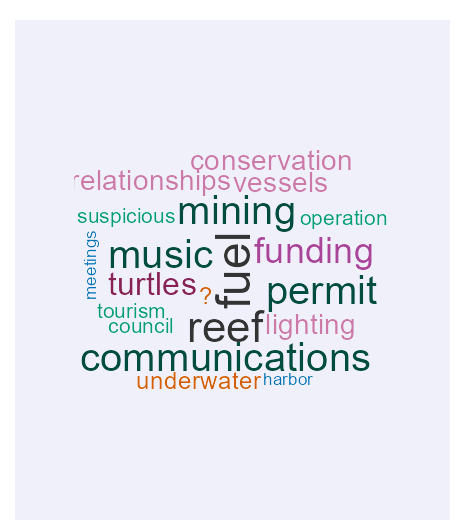 conservation
relationships vessels
suspicious mining operation
meetings
music fuel funding
turtles ? permit
tourism
council reef lighting
communications
underwater harbor